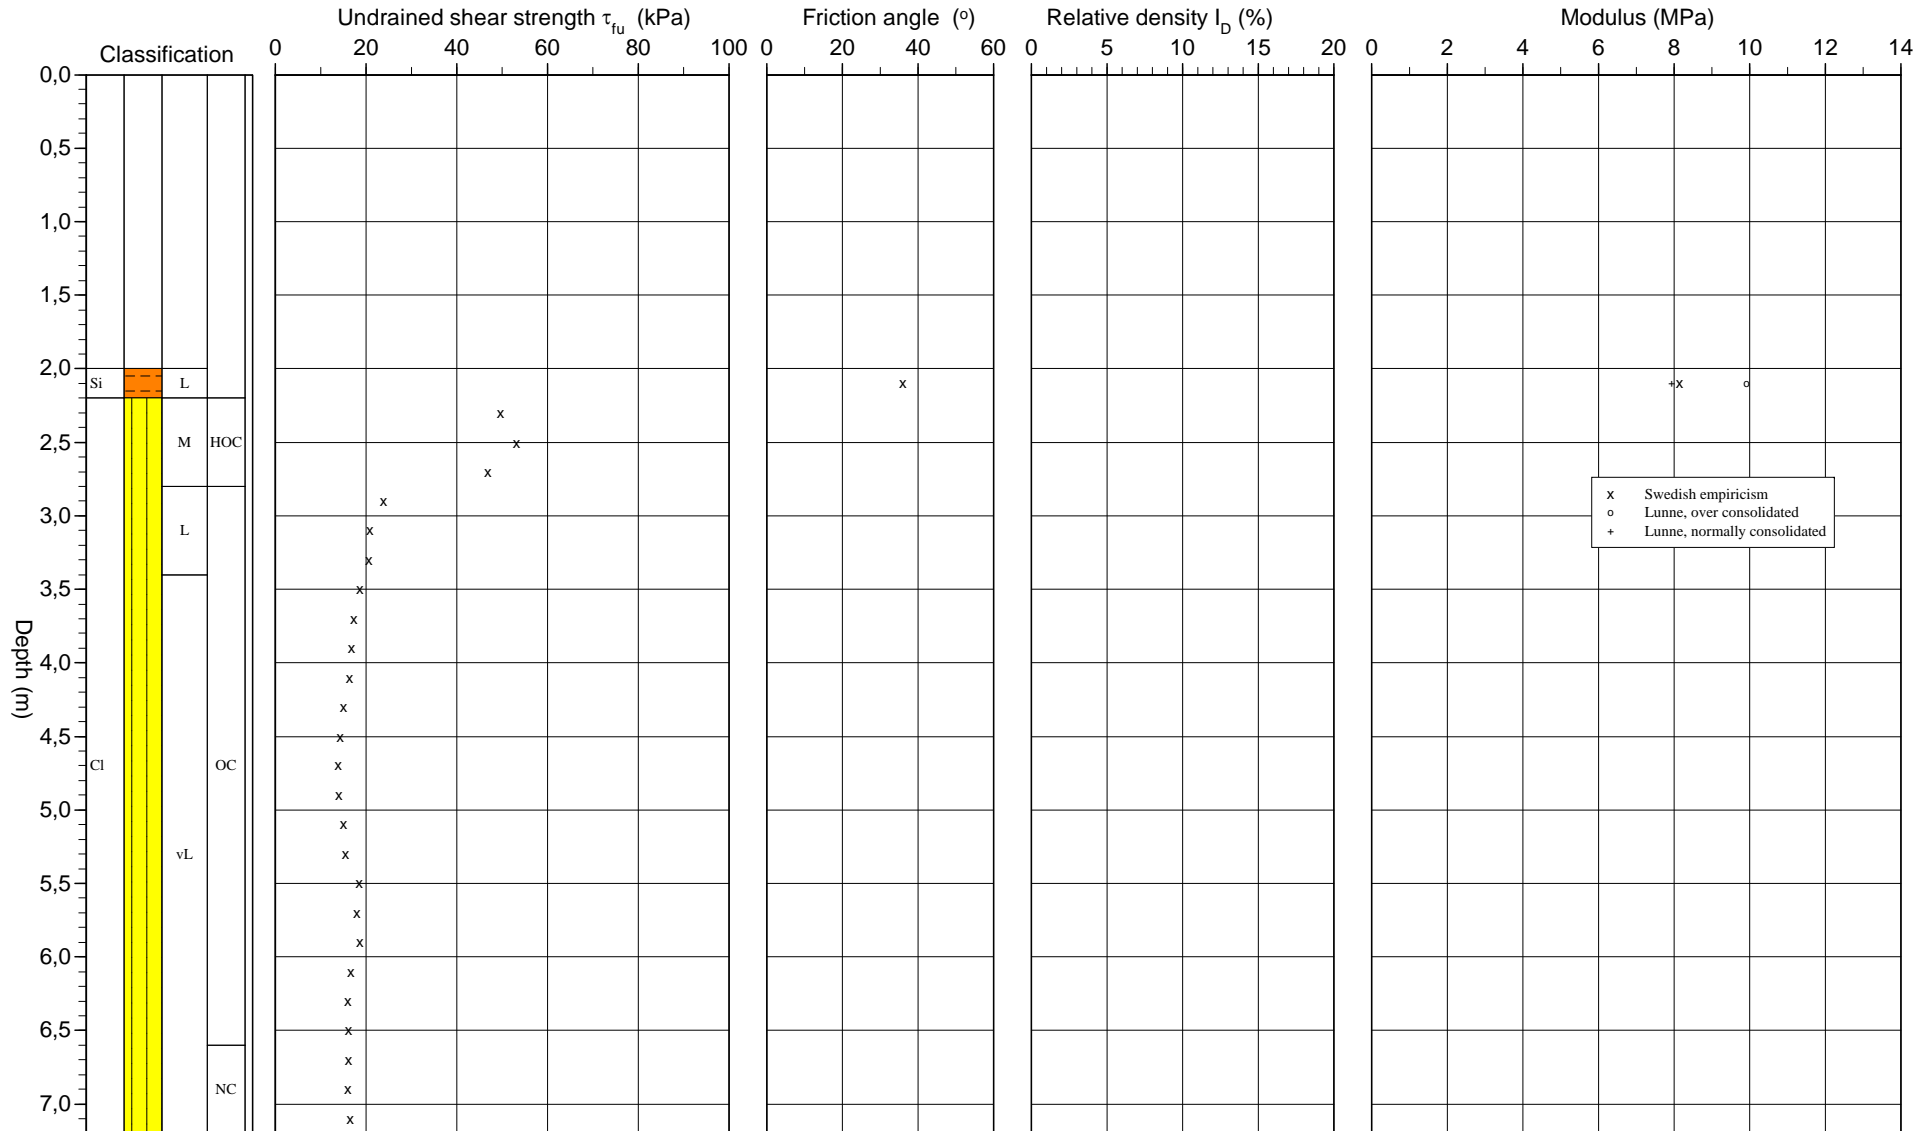 Undrained shear strength τfu (kPa)
Friction angle (o)
Relative density ID (%)
Modulus (MPa)
Classification
0 20 40 60 80 100
0 20 40 60
0 5 10 15 20
0 2 4 6 8 10 12 14
0,0
0,5
1,0
1,5
2,0
Si L
M HOC
2,5
x Swedish empiricism
o Lunne, over consolidated
+ Lunne, normally consolidated
3,0
L
3,5
Depth (m)
4,0
4,5
Cl OC
5,0
vL
5,5
6,0
6,5
NC
7,0